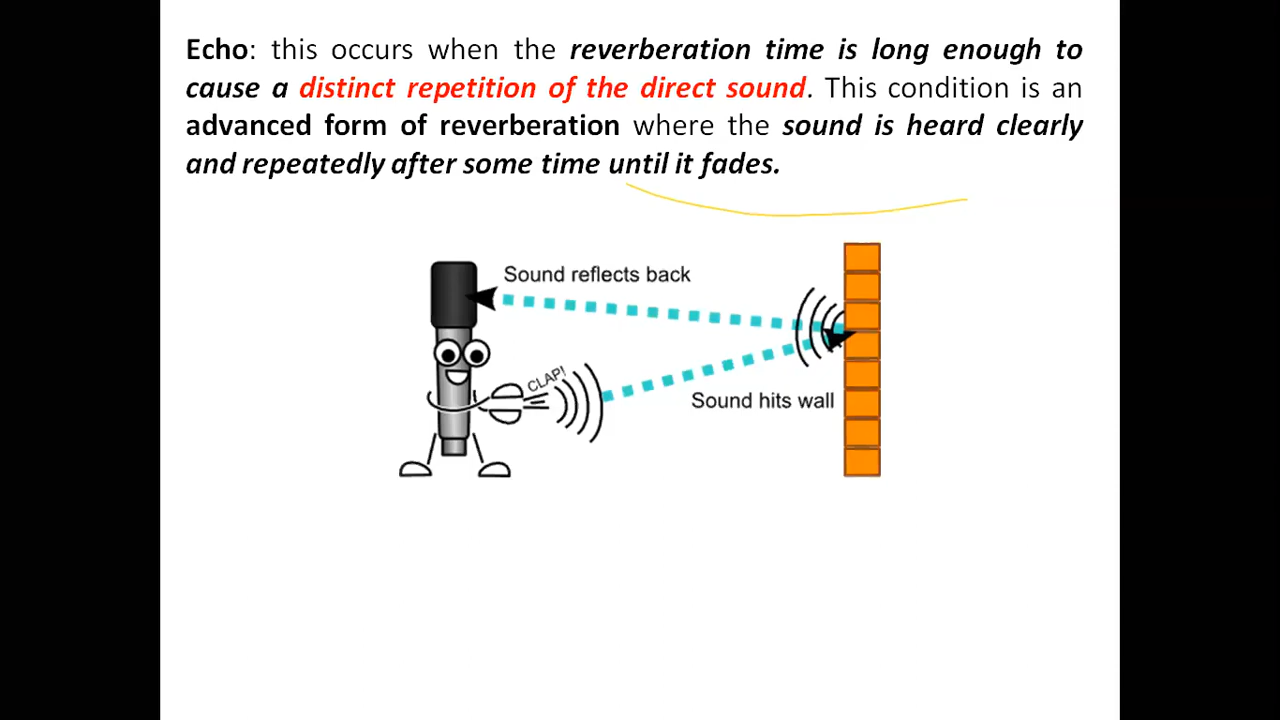 Echo: this occurs when the reverberation time is long enough to
cause a distinct repetition of the direct sound. This condition is an
advanced form of reverberation where the sound is heard clearly
and repeatedly after some time until it fades.
Sound reflects back
CLAP!
Sound hits wall